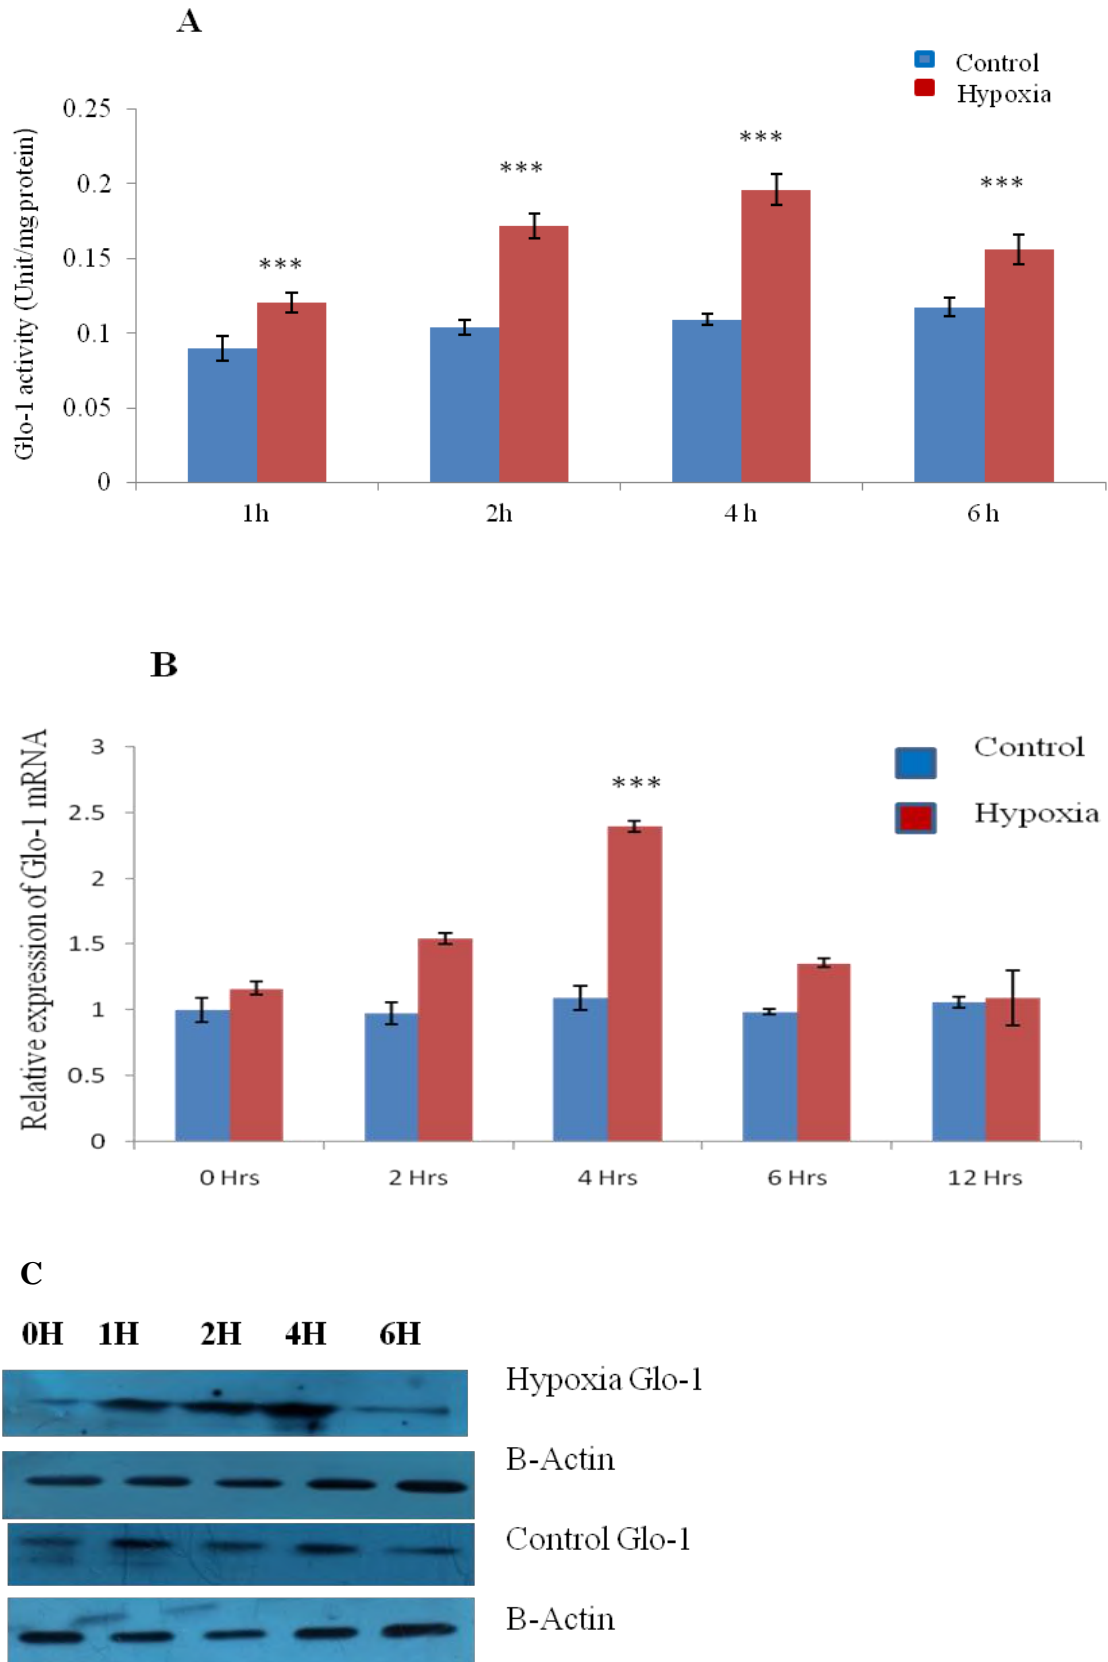 A
Control
Hypoxia
Glo-1 activity (Unit/mg protein)
0.25
0.2
0.15
0.1
0.05
0
***
***
***
***
1h
2h
4 h
6 h
B
Control
Hypoxia
Relative expression of Glo-1 mRNA
3
2.5
2
1.5
1
0.5
0
***
0 Hrs
2 Hrs
4 Hrs
6 Hrs
12 Hrs
C
0H 1H 2H 4H 6H
Hypoxia Glo-1
B-Actin
Control Glo-1
B-Actin